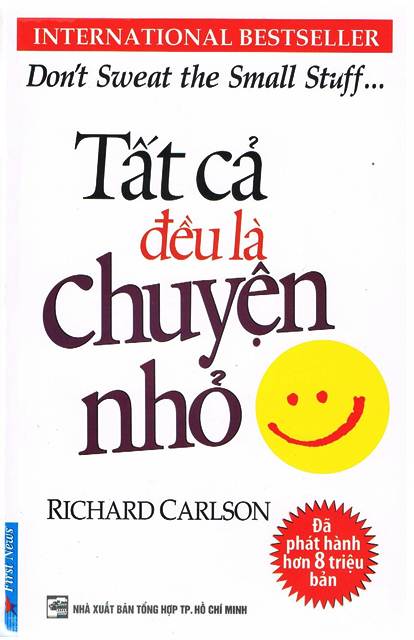 INTERNATIONAL BESTSELLER
Don't Sweat the Small Stuff...
Tất cả
đều là
chuyện
nhỏ
RICHARD CARLSON
Đã
phát hành
hơn 8 triệu
bản
First News
NHÀ XUẤT BẢN TỔNG HỢP TP. HỒ CHÍ MINH